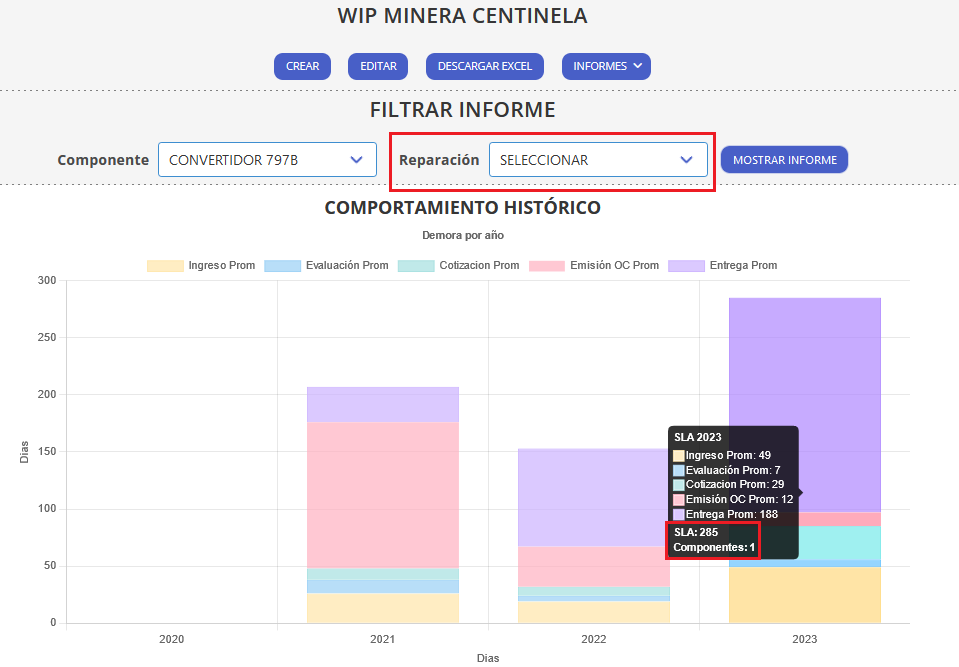 WIP MINERA CENTINELA
CREAR EDITAR DESCARGAR EXCEL INFORMES
FILTRAR INFORME
Componente CONVERTIDOR 797B Reparación SELECCIONAR MOSTRAR INFORME
COMPORTAMIENTO HISTÓRICO
Demora por año
Ingreso Prom Evaluación Prom Cotizacion Prom Emisión OC Prom Entrega Prom
300
250
200
150
100
50
0
Dias
SLA 2023
Ingreso Prom: 49
Evaluación Prom: 7
Cotizacion Prom: 29
Emisión OC Prom: 12
Entrega Prom: 188
SLA: 285
Componentes: 1
2020 2021 2022 2023
Dias